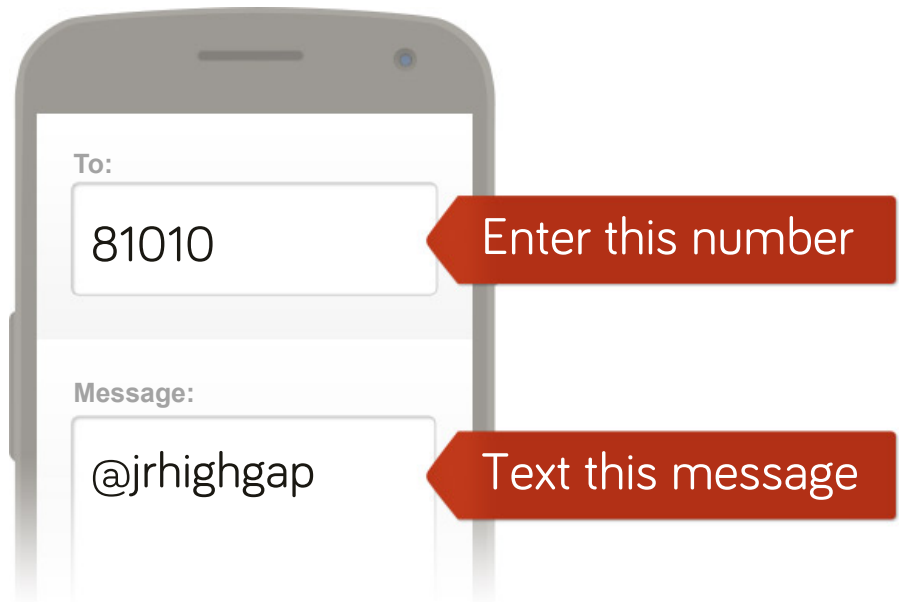 To:
81010
Enter this number
Message:
@jrhighgap
Text this message